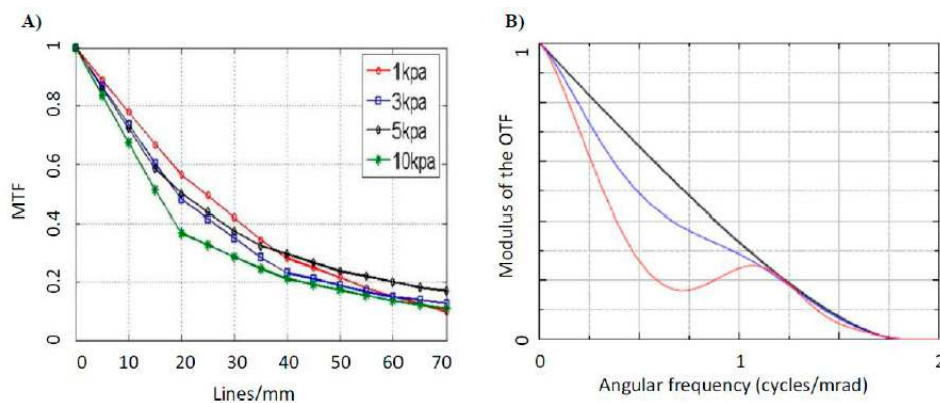 A)
1
0.8
0.6
0.4
0.2
0
MTF
0 10 20 30 40 50 60 70
Lines/mm
1kpa
3kpa
5kpa
10kpa
B)
1
0
Modulus of the OTF
0 1 2
Angular frequency (cycles/mrad)